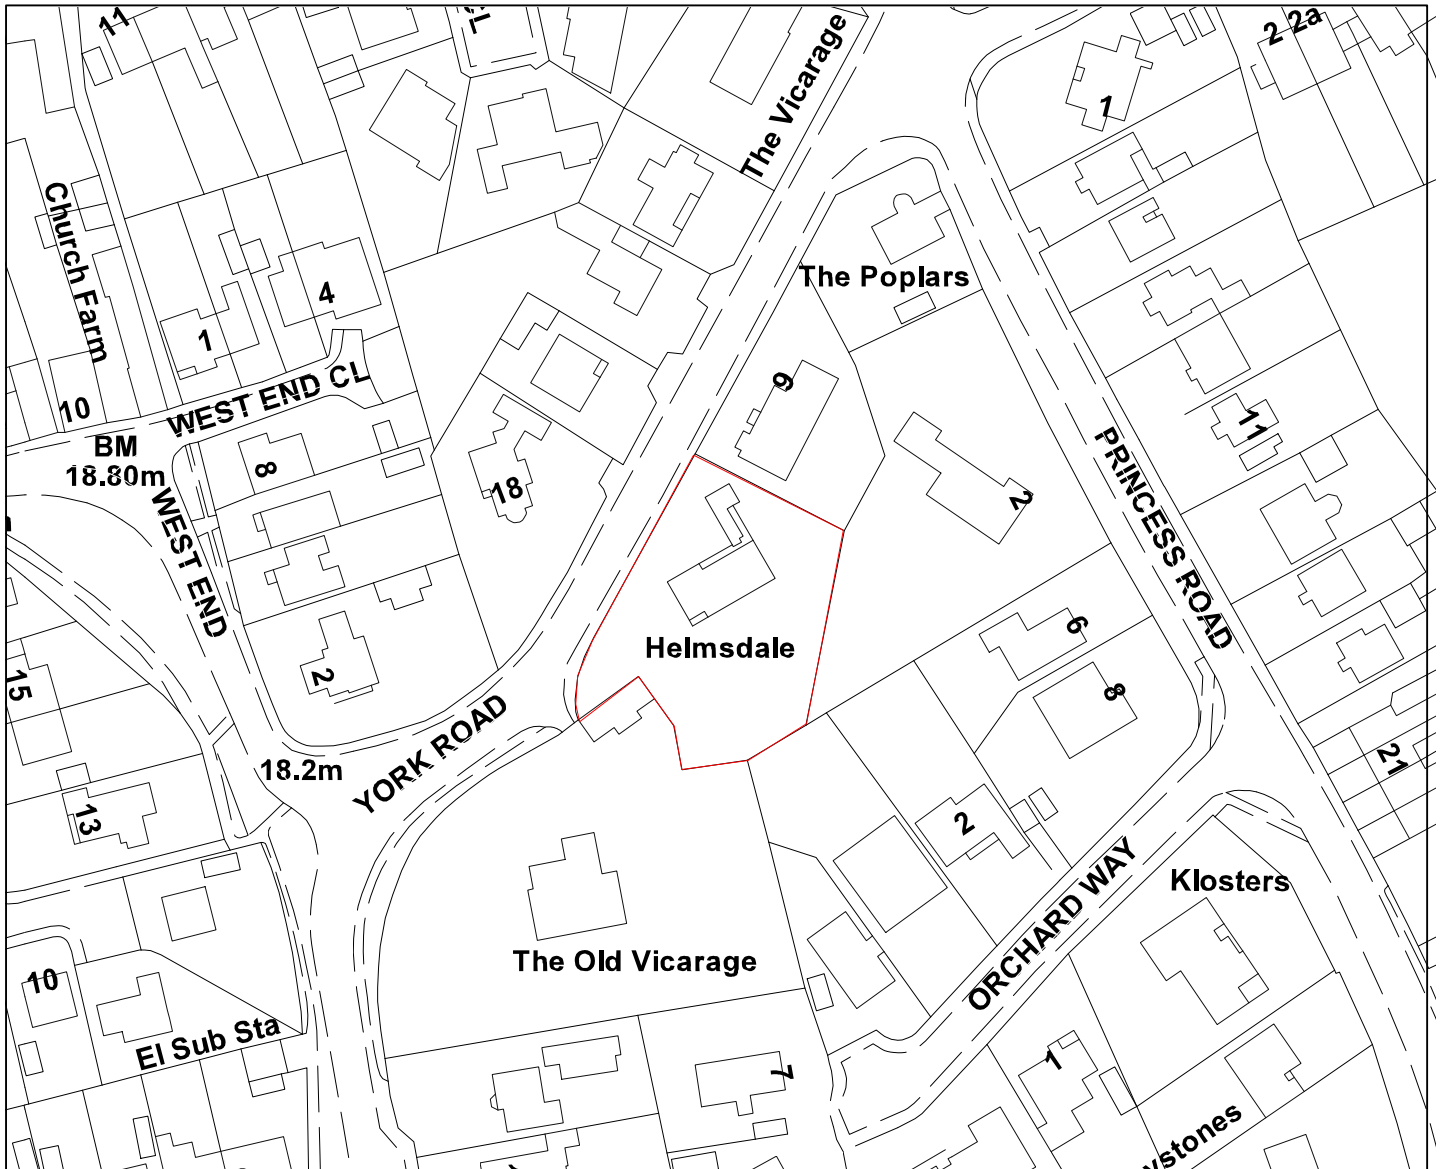 11
CL
The Vicarage
2 2a
1
Church Farm
The Poplars
4
1
WEST END CL
10
BM
18.80m
9
11
8
18
2
PRINCESS ROAD
WEST END
Helmsdale
6
2
15
8
YORK ROAD
18.2m
21
13
2
ORCHARD WAY
Klosters
The Old Vicarage
10
El Sub Sta
7
1
ystones